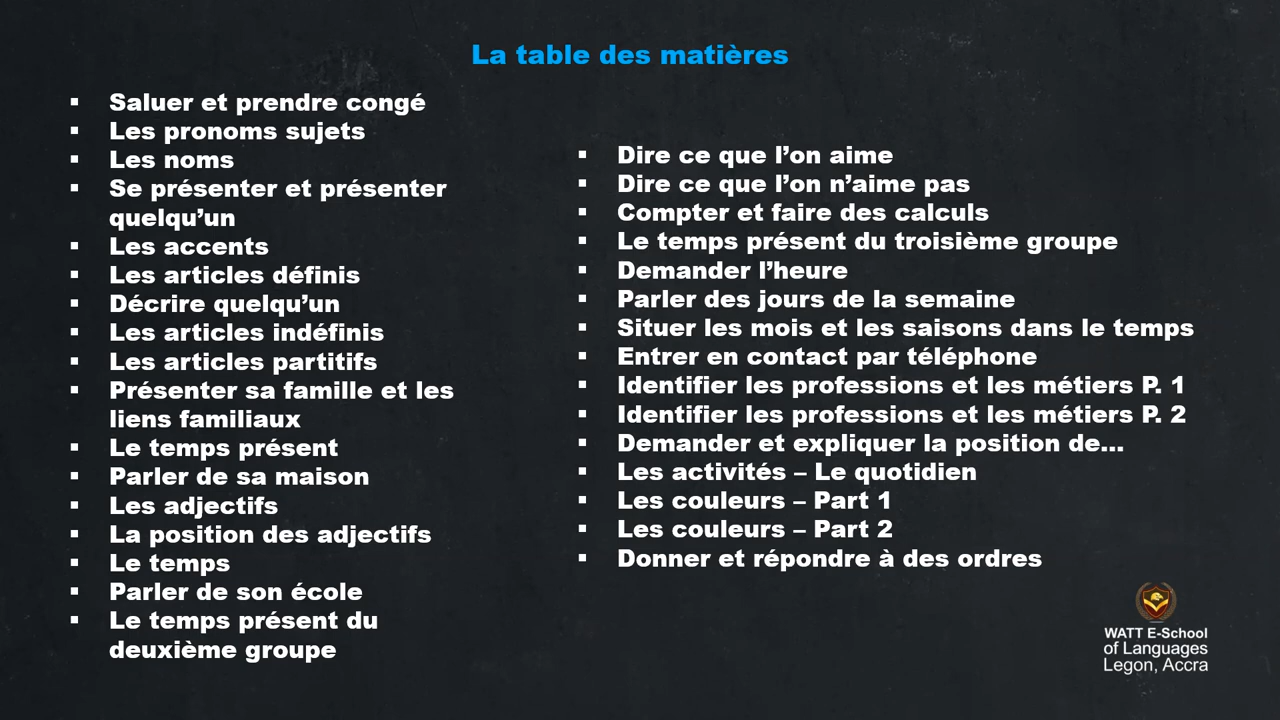 La table des matières
▪ Saluer et prendre congé
▪ Les pronoms sujets
▪ Les noms
▪ Se présenter et présenter
quelqu’un
▪ Les accents
▪ Les articles définis
▪ Décrire quelqu’un
▪ Les articles indéfinis
▪ Les articles partitifs
▪ Présenter sa famille et les
liens familiaux
▪ Le temps présent
▪ Parler de sa maison
▪ Les adjectifs
▪ La position des adjectifs
▪ Le temps
▪ Parler de son école
▪ Le temps présent du
deuxième groupe
▪ Dire ce que l’on aime
▪ Dire ce que l’on n’aime pas
▪ Compter et faire des calculs
▪ Le temps présent du troisième groupe
▪ Demander l’heure
▪ Parler des jours de la semaine
▪ Situer les mois et les saisons dans le temps
▪ Entrer en contact par téléphone
▪ Identifier les professions et les métiers P. 1
▪ Identifier les professions et les métiers P. 2
▪ Demander et expliquer la position de…
▪ Les activités – Le quotidien
▪ Les couleurs – Part 1
▪ Les couleurs – Part 2
▪ Donner et répondre à des ordres
WATT E-School
of Languages
Legon, Accra